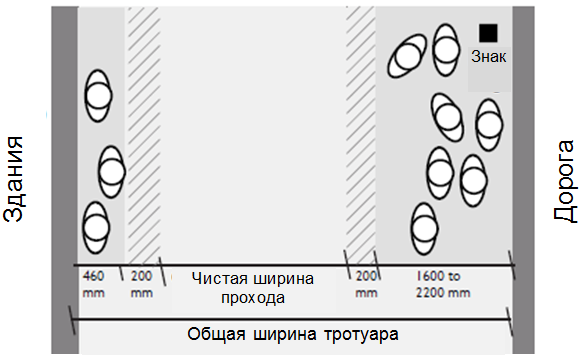 Знак
Здания
Дорога
460
mm
200
mm
Чистая ширина
прохода
200
mm
1600 to
2200 mm
Общая ширина тротуара